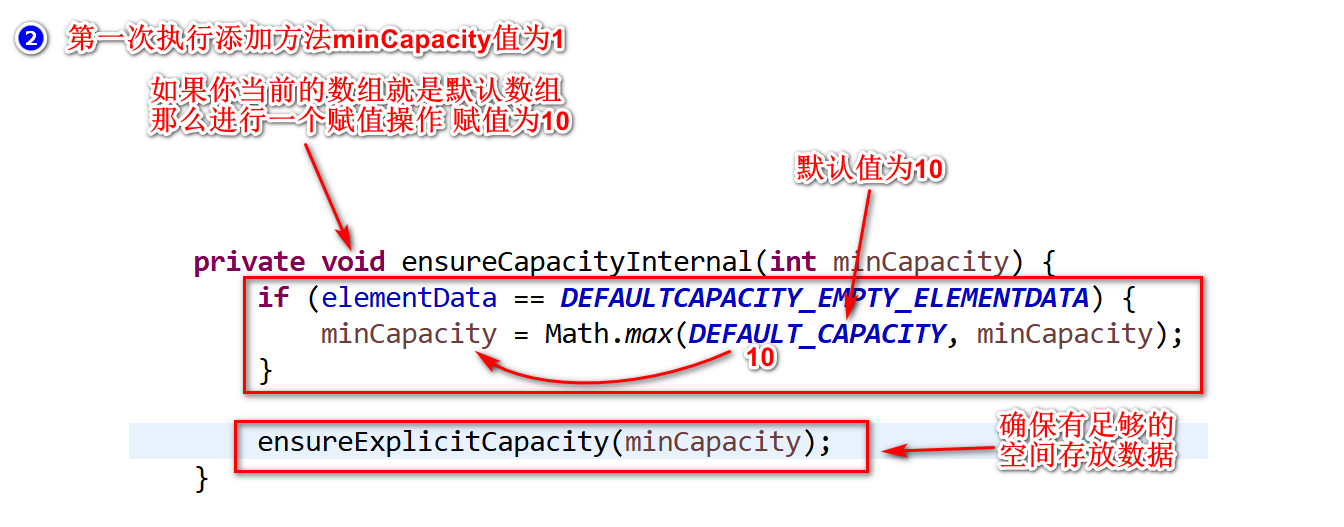 2 第一次执行添加方法minCapacity值为1
如果你当前的数组就是默认数组
那么进行一个赋值操作 赋值为10
默认值为10
private void ensureCapacityInternal(int minCapacity) {
if (elementData == DEFAULTCAPACITY_EMPTY_ELEMENTDATA) {
minCapacity = Math.max(DEFAULT_CAPACITY, minCapacity);
10
}
确保有足够的
空间存放数据
ensureExplicitCapacity(minCapacity);
}